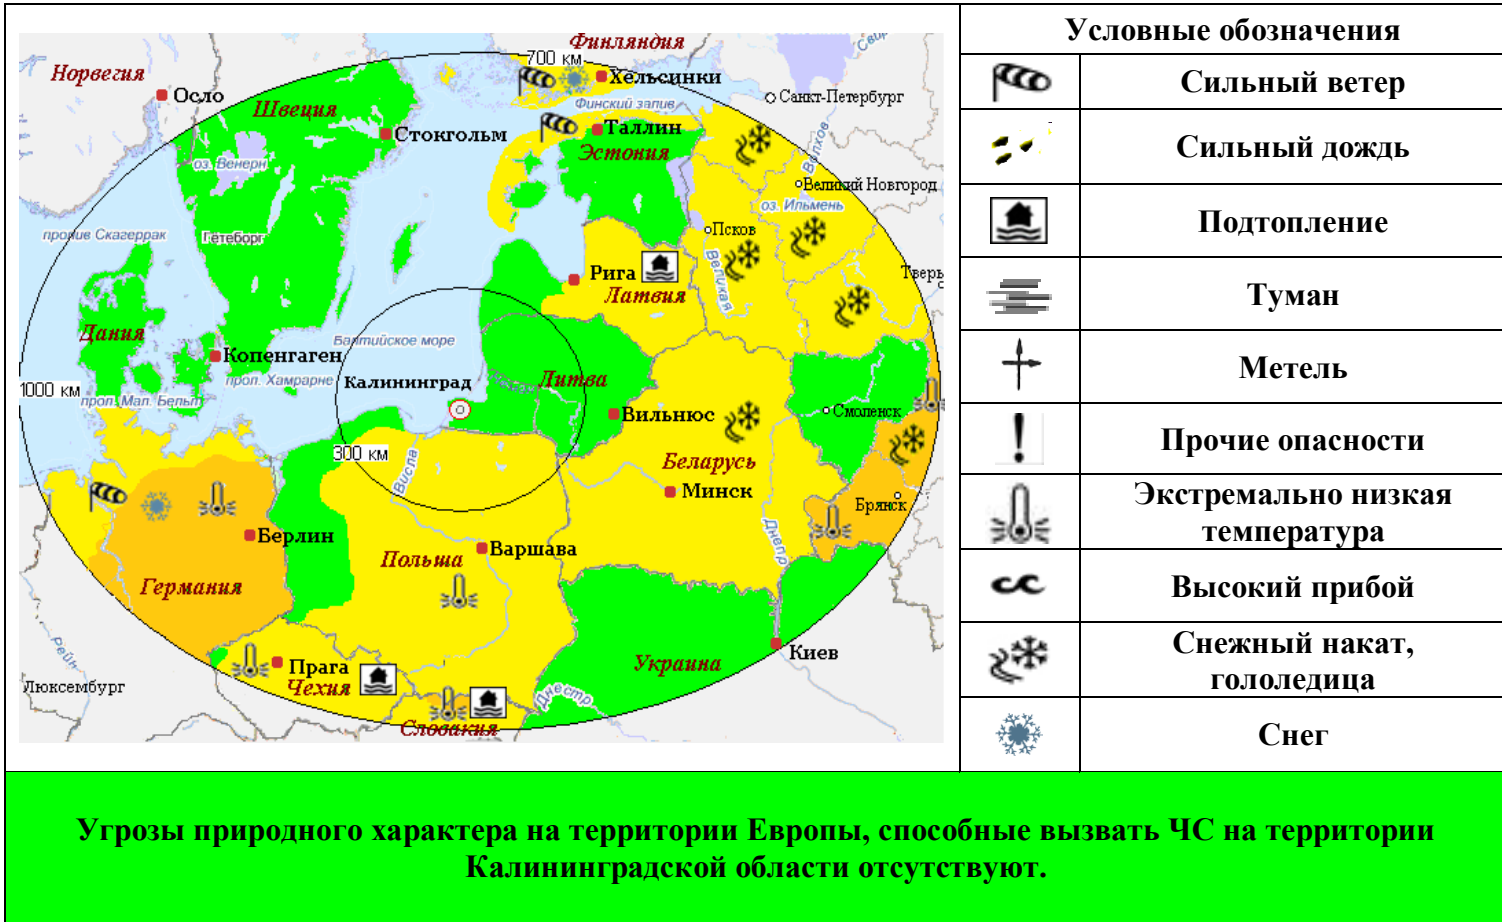 Условные обозначения
Сильный ветер
Сильный дождь
Подтопление
Туман
Метель
Прочие опасности
Экстремально низкая
температура
Высокий прибой
Снежный накат,
гололедица
Снег
Финляндия
700 км
Норвегия
Хельсинки
Осло
Санкт-Петербург
Швеция
Финский залив
Стокгольм
Таллин
Эстония
Волхов
оз. Венерн
Великий Новгород
оз. Ильмень
пролив Скагеррак
Гётеборг
Псков
Великая
Рига
Латвия
Тверь
Дания
Балтийское море
Копенгаген
прол. Хамрарне
Калининград
Литва
1000 км
прол. Мал. Бельт
Вильнюс
Смоленск
300 км
Висла
Беларусь
Минск
Брянск
Днепр
Берлин
Польша
Варшава
Германия
Рейн
Прага
Чехия
Украина
Киев
Люксембург
Днестр
Словакия
Угрозы природного характера на территории Европы, способные вызвать ЧС на территории
Калининградской области отсутствуют.